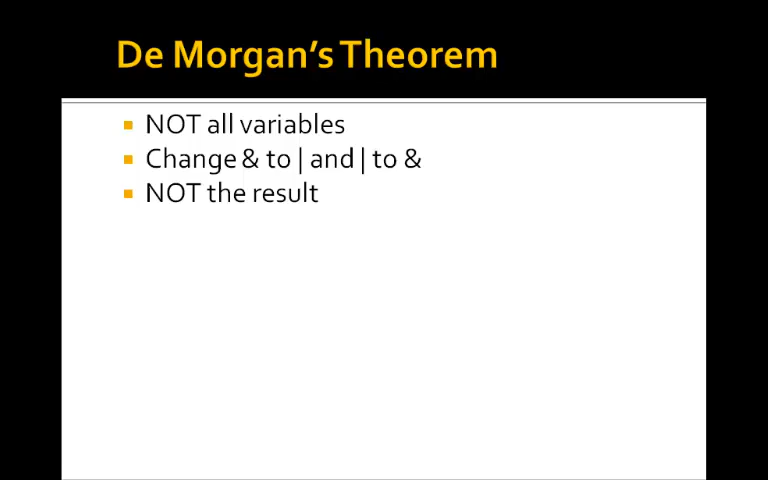 De Morgan's Theorem
NOT all variables
Change & to | and | to &
NOT the result